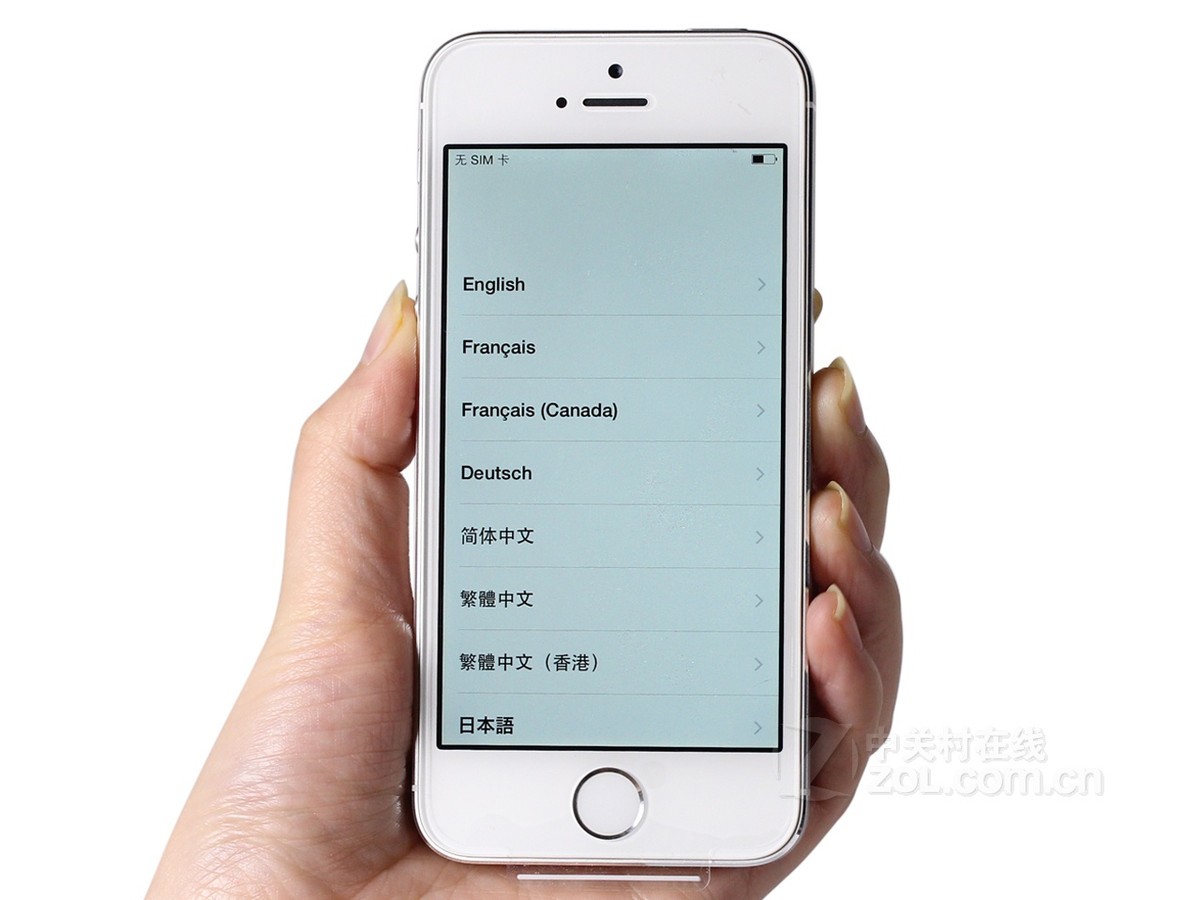 无 SIM 卡
English
Français
Français (Canada)
Deutsch
简体中文
繁體中文
繁體中文（香港）
日本語
中关村在线
ZOL.com.cn